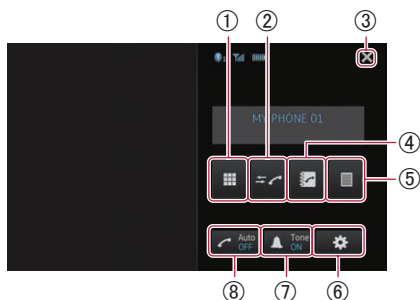 ① ② ③
MY PHONE 01
④
⑤
Auto
OFF
Tone
ON
⑧ ⑦ ⑥